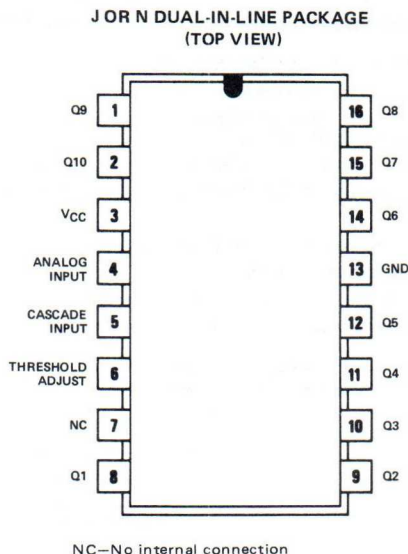 J OR N DUAL-IN-LINE PACKAGE
(TOP VIEW)
Q9 1
16 Q8
Q10 2
15 Q7
VCC 3
14 Q6
ANALOG
INPUT 4
13 GND
CASCADE
INPUT 5
12 Q5
THRESHOLD
ADJUST 6
11 Q4
NC 7
10 Q3
Q1 8
9 Q2
NC—No internal connection